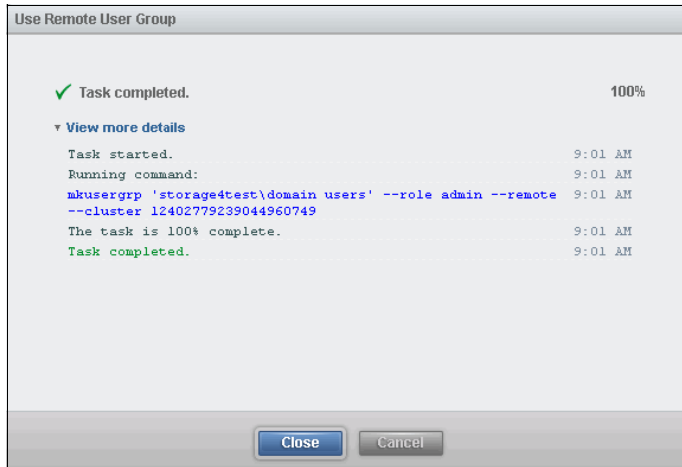 Use Remote User Group
✓ Task completed. 100%
▾ View more details
Task started. 9:01 AM
Running command: 9:01 AM
mkusergrp 'storage4test\domain users' --role admin --remote 9:01 AM
--cluster 12402779239044960749
The task is 100% complete. 9:01 AM
Task completed. 9:01 AM
Close Cancel